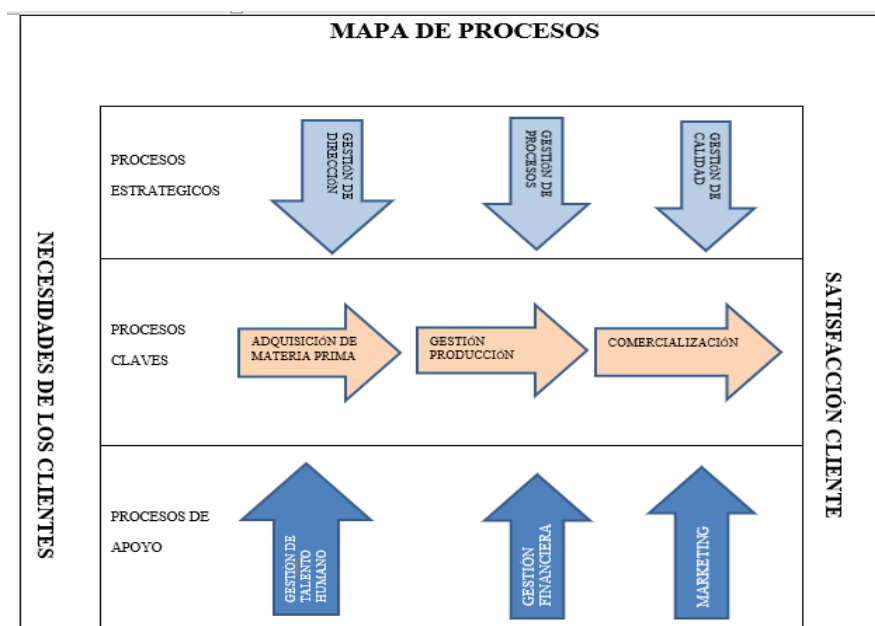 MAPA DE PROCESOS
NECESIDADES DE LOS CLIENTES
PROCESOS
ESTRATEGICOS
GESTIÓN DE
DIRECCIÓN
GESTIÓN DE
PROCESOS
GESTIÓN DE
CALIDAD
PROCESOS
CLAVES
ADQUISICIÓN DE
MATERIA PRIMA
GESTIÓN
PRODUCCIÓN
COMERCIALIZACIÓN
PROCESOS DE
APOYO
GESTIÓN DE
TALENTO
HUMANO
GESTIÓN
FINANCIERA
MARKETING
SATISFACCIÓN CLIENTE